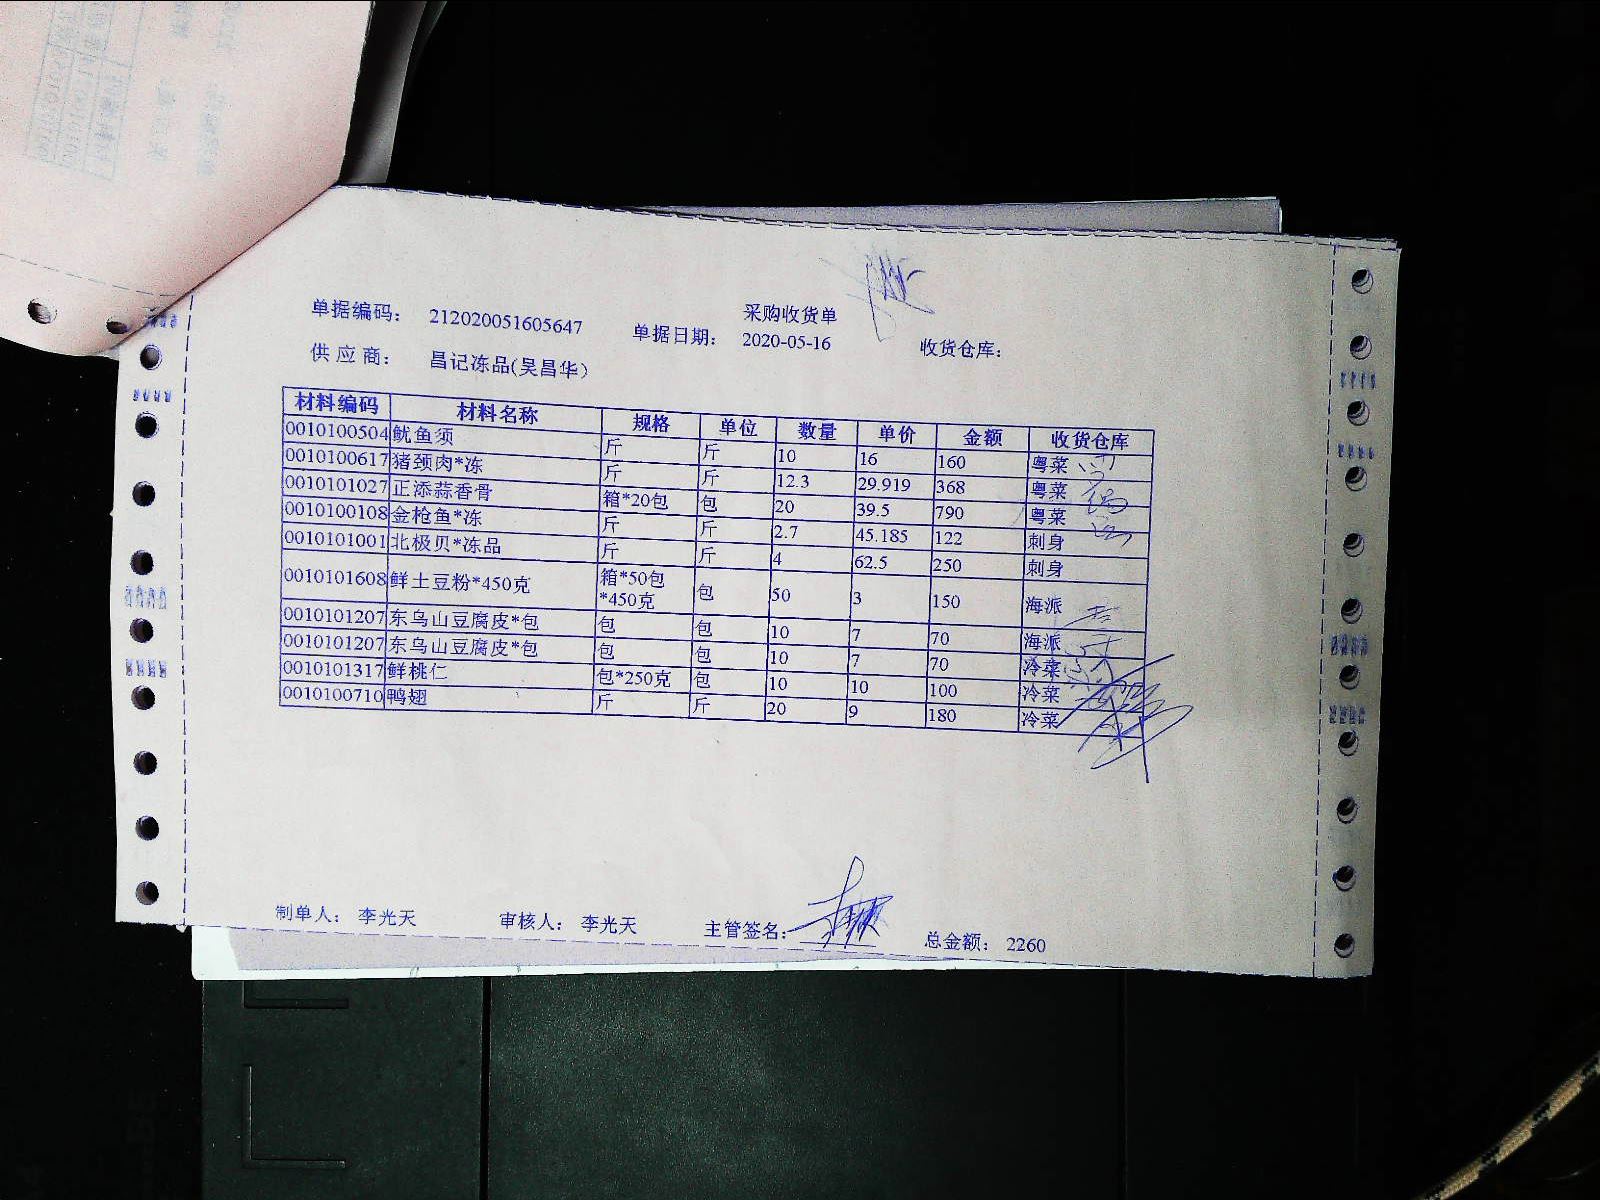 采购收货单
单据编码： 212020051605647 单据日期： 2020-05-16 收货仓库：
供 应 商： 昌记冻品(吴昌华）
材料编码 材料名称 规格 单位 数量 单价 金额 收货仓库
0010100504 鱿鱼须 斤 斤 10 16 160 粤菜
0010100617 猪颈肉*冻 斤 斤 12.3 29.919 368 粤菜
0010101027 正添蒜香骨 箱*20包 包 20 39.5 790 粤菜
0010100108 金枪鱼*冻 斤 斤 2.7 45.185 122 刺身
0010101001 北极贝*冻品 斤 斤 4 62.5 250 刺身
0010101608 鲜土豆粉*450克 箱*50包*450克 包 50 3 150 海派
0010101207 东乌山豆腐皮*包 包 包 10 7 70 海派
0010101207 东乌山豆腐皮*包 包 包 10 7 70 冷菜
0010101317 鲜桃仁 包*250克 包 10 10 100 冷菜
0010100710 鸭翅 斤 斤 20 9 180 冷菜
制单人： 李光天 审核人： 李光天 主管签名： 总金额： 2260